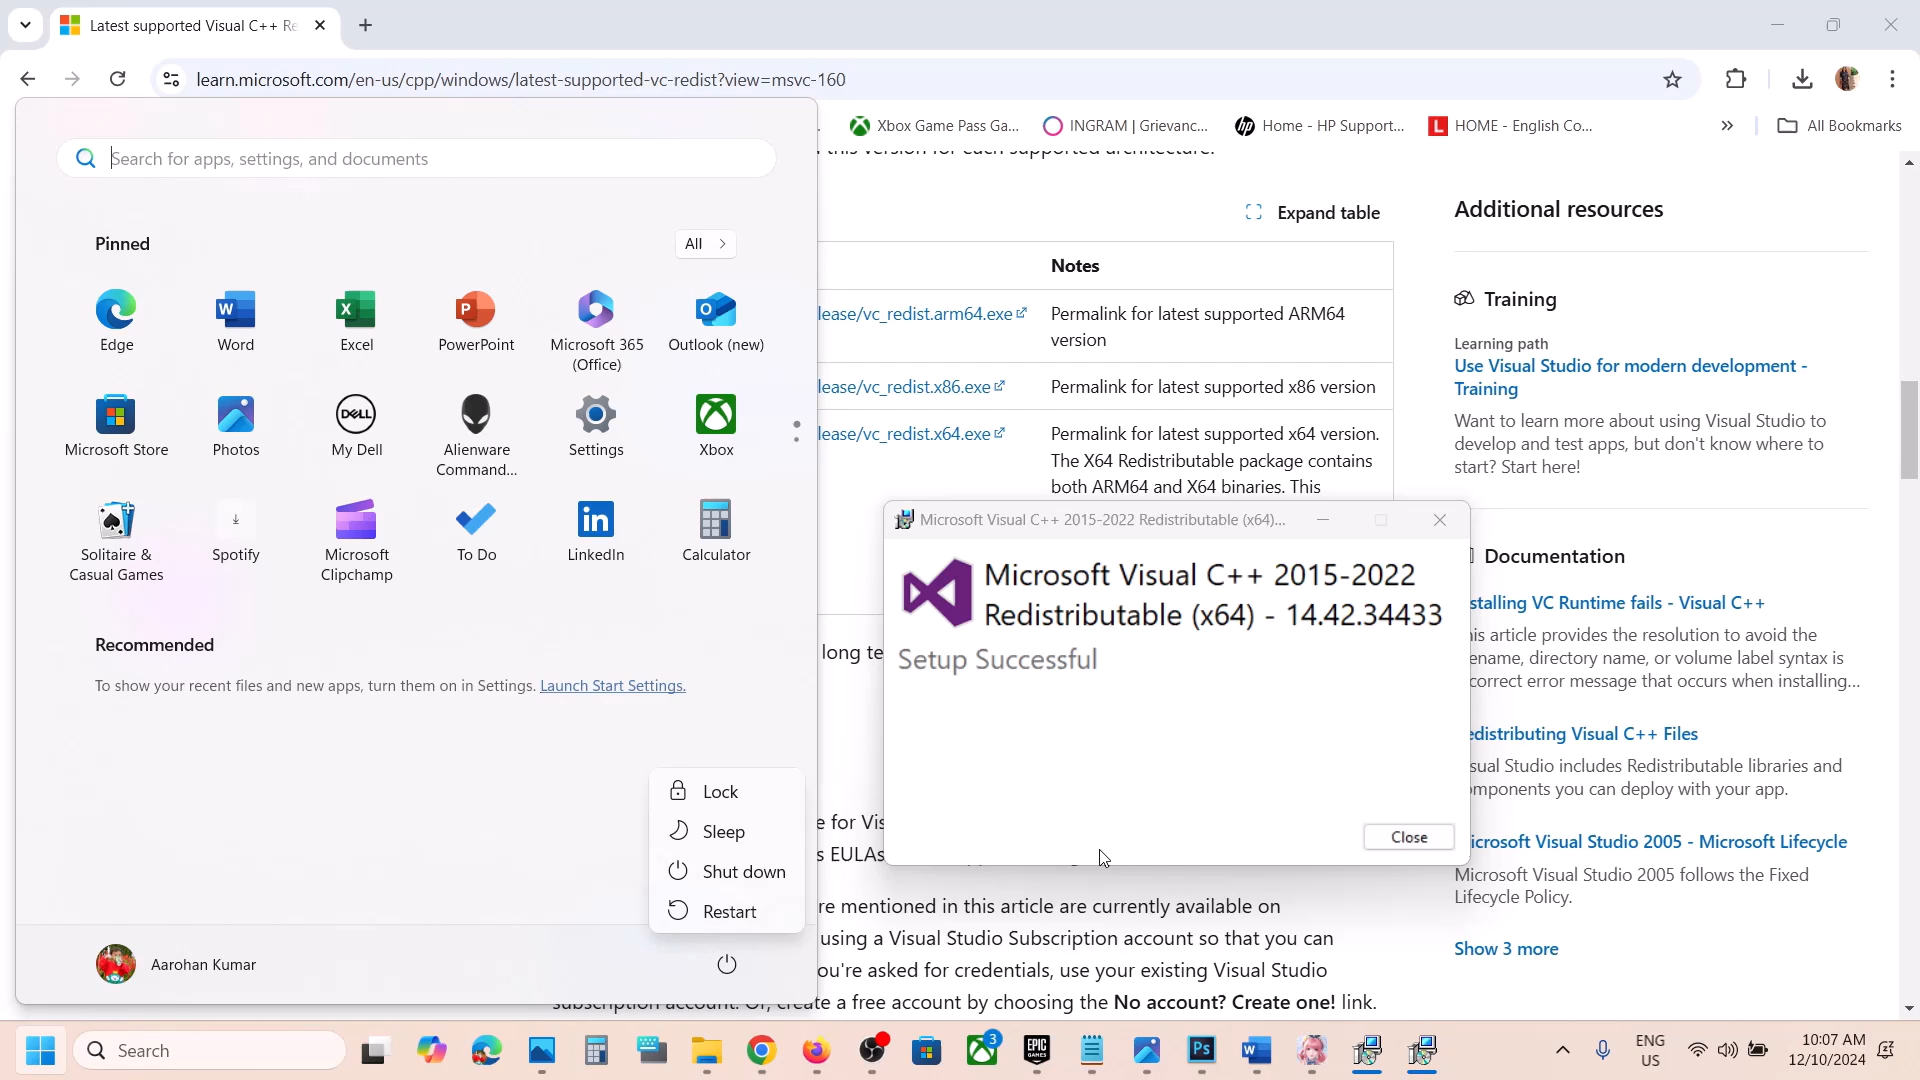 Latest supported Visual C++ Re
learn.microsoft.com/en-us/cpp/windows/latest-supported-vc-redist?view=msvc-160
Xbox Game Pass Ga...
INGRAM | Grievanc...
Home - HP Support...
HOME - English Co...
All Bookmarks
this version for each supported architecture.
Search for apps, settings, and documents
Pinned
All
Edge
Word
Excel
PowerPoint
Microsoft 365
(Office)
Outlook (new)
Microsoft Store
Photos
DELL
My Dell
Alienware
Command...
Settings
Xbox
Solitaire &
Casual Games
Spotify
Microsoft
Clipchamp
To Do
LinkedIn
Calculator
Recommended
To show your recent files and new apps, turn them on in Settings. Launch Start Settings.
Lock
Sleep
Shut down
Restart
Aarohan Kumar
Expand table
Notes
lease/vc_redist.arm64.exe
Permalink for latest supported ARM64
version
lease/vc_redist.x86.exe
Permalink for latest supported x86 version
lease/vc_redist.x64.exe
Permalink for latest supported x64 version.
The X64 Redistributable package contains
both ARM64 and X64 binaries. This
long te
e for Vis
s EULAs
re mentioned in this article are currently available on
using a Visual Studio Subscription account so that you can
ou're asked for credentials, use your existing Visual Studio
subscription account. Or, create a free account by choosing the No account? Create one! link.
Microsoft Visual C++ 2015-2022 Redistributable (x64)...
Microsoft Visual C++ 2015-2022
Redistributable (x64) - 14.42.34433
Setup Successful
Close
Additional resources
Training
Learning path
Use Visual Studio for modern development -
Training
Want to learn more about using Visual Studio to
develop and test apps, but don't know where to
start? Start here!
Documentation
stalling VC Runtime fails - Visual C++
is article provides the resolution to avoid the
ename, directory name, or volume label syntax is
correct error message that occurs when installing...
edistributing Visual C++ Files
sual Studio includes Redistributable libraries and
mponents you can deploy with your app.
icrosoft Visual Studio 2005 - Microsoft Lifecycle
Microsoft Visual Studio 2005 follows the Fixed
Lifecycle Policy.
Show 3 more
Search
3
EPIC
GAMES
Ps
ENG
US
10:07 AM
12/10/2024